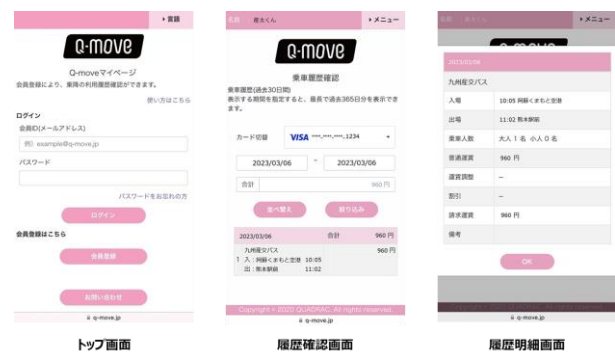 ▸言語
Q-move
Q-moveマイページ
会員登録により、乗降の利用履歴確認ができます。
使い方はこちら
ログイン
会員ID(メールアドレス)
例）example@q-move.jp
パスワード
パスワードをお忘れの方
ログイン
会員登録はこちら
会員登録
お問い合わせ
q-move.jp
トップ画面
名前 産太くん
▸メニュー
Q-move
乗車履歴確認
乗車履歴(過去30日間)
表示する期間を指定すると、最長で過去365日分を表示でき
ます。
カード切替 VISA ****-****-****-1234
2023/03/06 ~ 2023/03/06
合計 960 円
並べ替え 絞り込み
2023/03/06 合計 960 円
九州産交バス 960 円
1 入：阿蘇くまもと空港 10:05
出：熊本駅前 11:02
Copyright © 2020 QUADRAC. All rights reserved.
q-move.jp
履歴確認画面
▸メニュー
2023/03/06
九州産交バス
入場 10:05 阿蘇くまもと空港
出場 11:02 熊本駅前
乗車人数 大人 1 名 小人 0 名
普通運賃 960 円
運賃調整 –
割引 –
請求運賃 960 円
備考
OK
q-move.jp
履歴明細画面